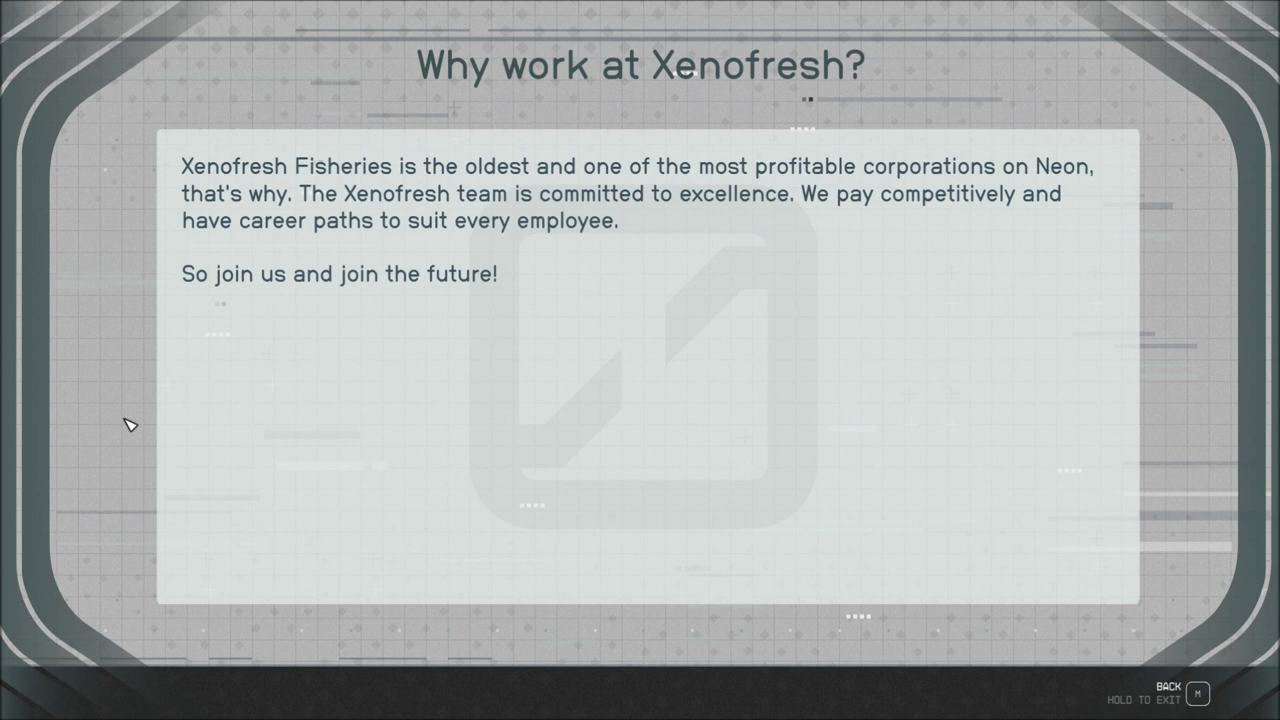 Why work at Xenofresh?
Xenofresh Fisheries is the oldest and one of the most profitable corporations on Neon,
that's why. The Xenofresh team is committed to excellence. We pay competitively and
have career paths to suit every employee.
So join us and join the future!
BACK
HOLD TO EXIT
M